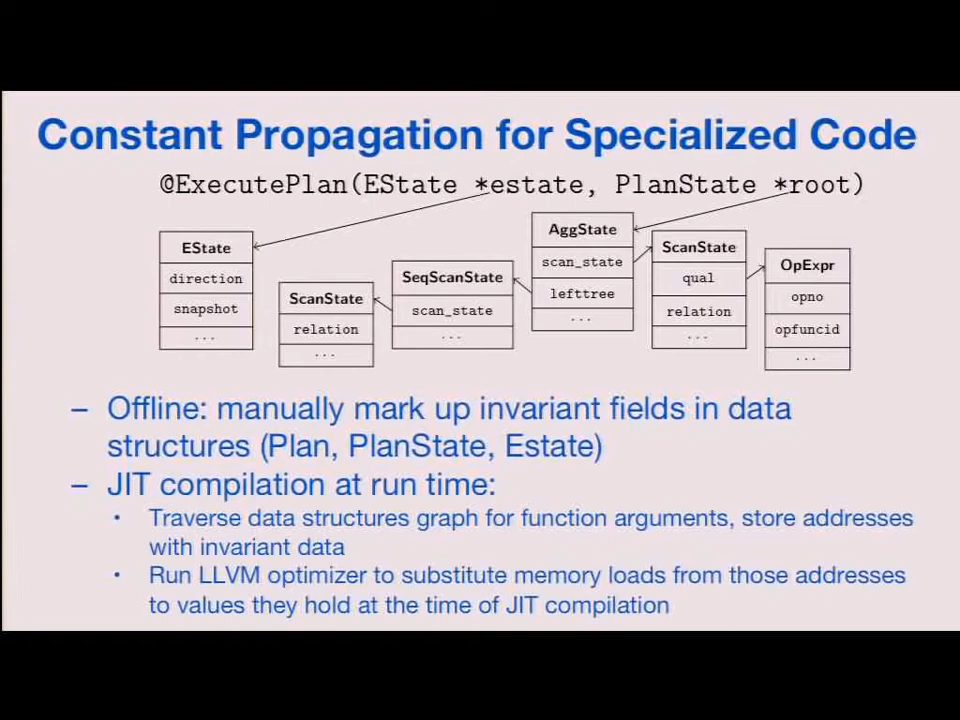 Constant Propagation for Specialized Code
@ExecutePlan(EState *estate, PlanState *root)
EState
direction
snapshot
...
ScanState
relation
...
SeqScanState
scan_state
...
AggState
scan_state
lefttree
...
ScanState
qual
relation
...
OpExpr
opno
opfuncid
...
– Offline: manually mark up invariant fields in data
structures (Plan, PlanState, Estate)
– JIT compilation at run time:
• Traverse data structures graph for function arguments, store addresses
with invariant data
• Run LLVM optimizer to substitute memory loads from those addresses
to values they hold at the time of JIT compilation